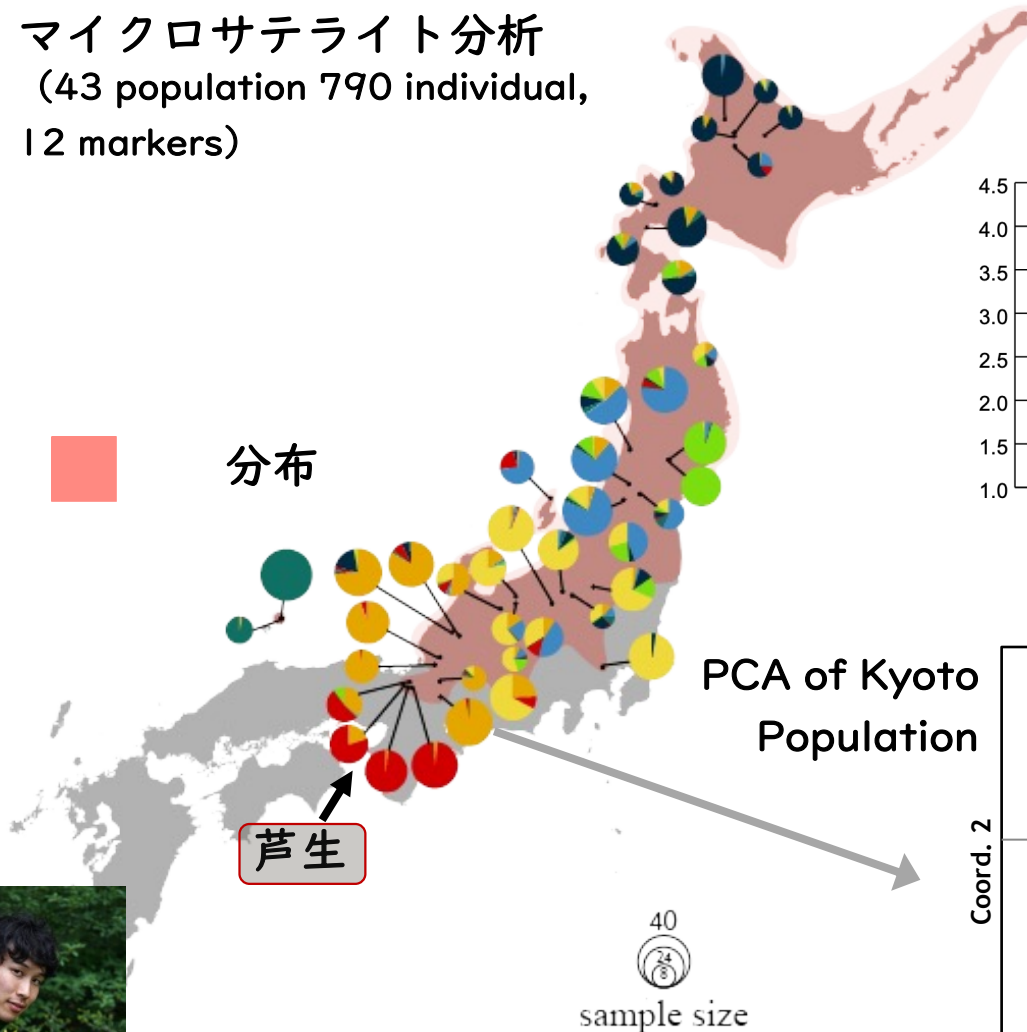 マイクロサテライト分析
（43 population 790 individual,
12 markers）
4.5
4.0
3.5
3.0
2.5
2.0
1.5
1.0
分布
PCA of Kyoto
Population
芦生
Coord. 2
40
24
8
sample size